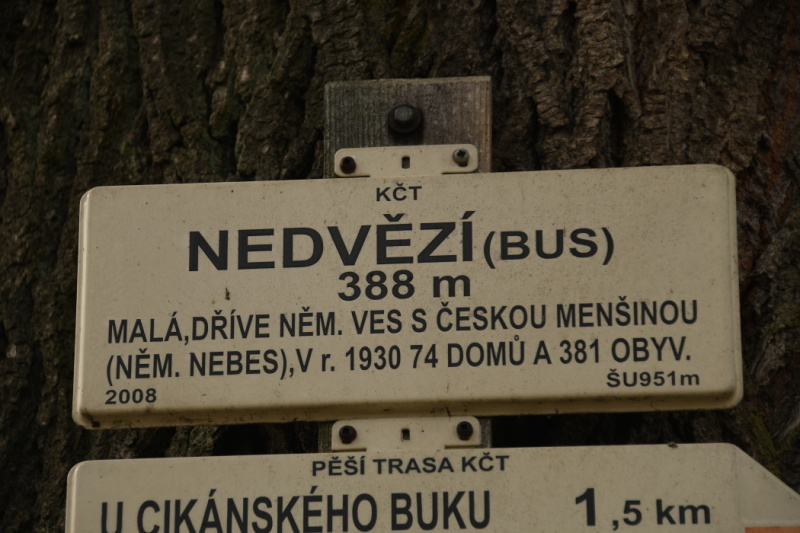 KČT
NEDVĚZÍ (BUS)
388 m
MALÁ,DŘÍVE NĚM. VES S ČESKOU MENŠINOU
(NĚM. NEBES),V r. 1930 74 DOMŮ A 381 OBYV.
2008 ŠU951m
PĚŠÍ TRASA KČT
U CIKÁNSKÉHO BUKU 1,5 km